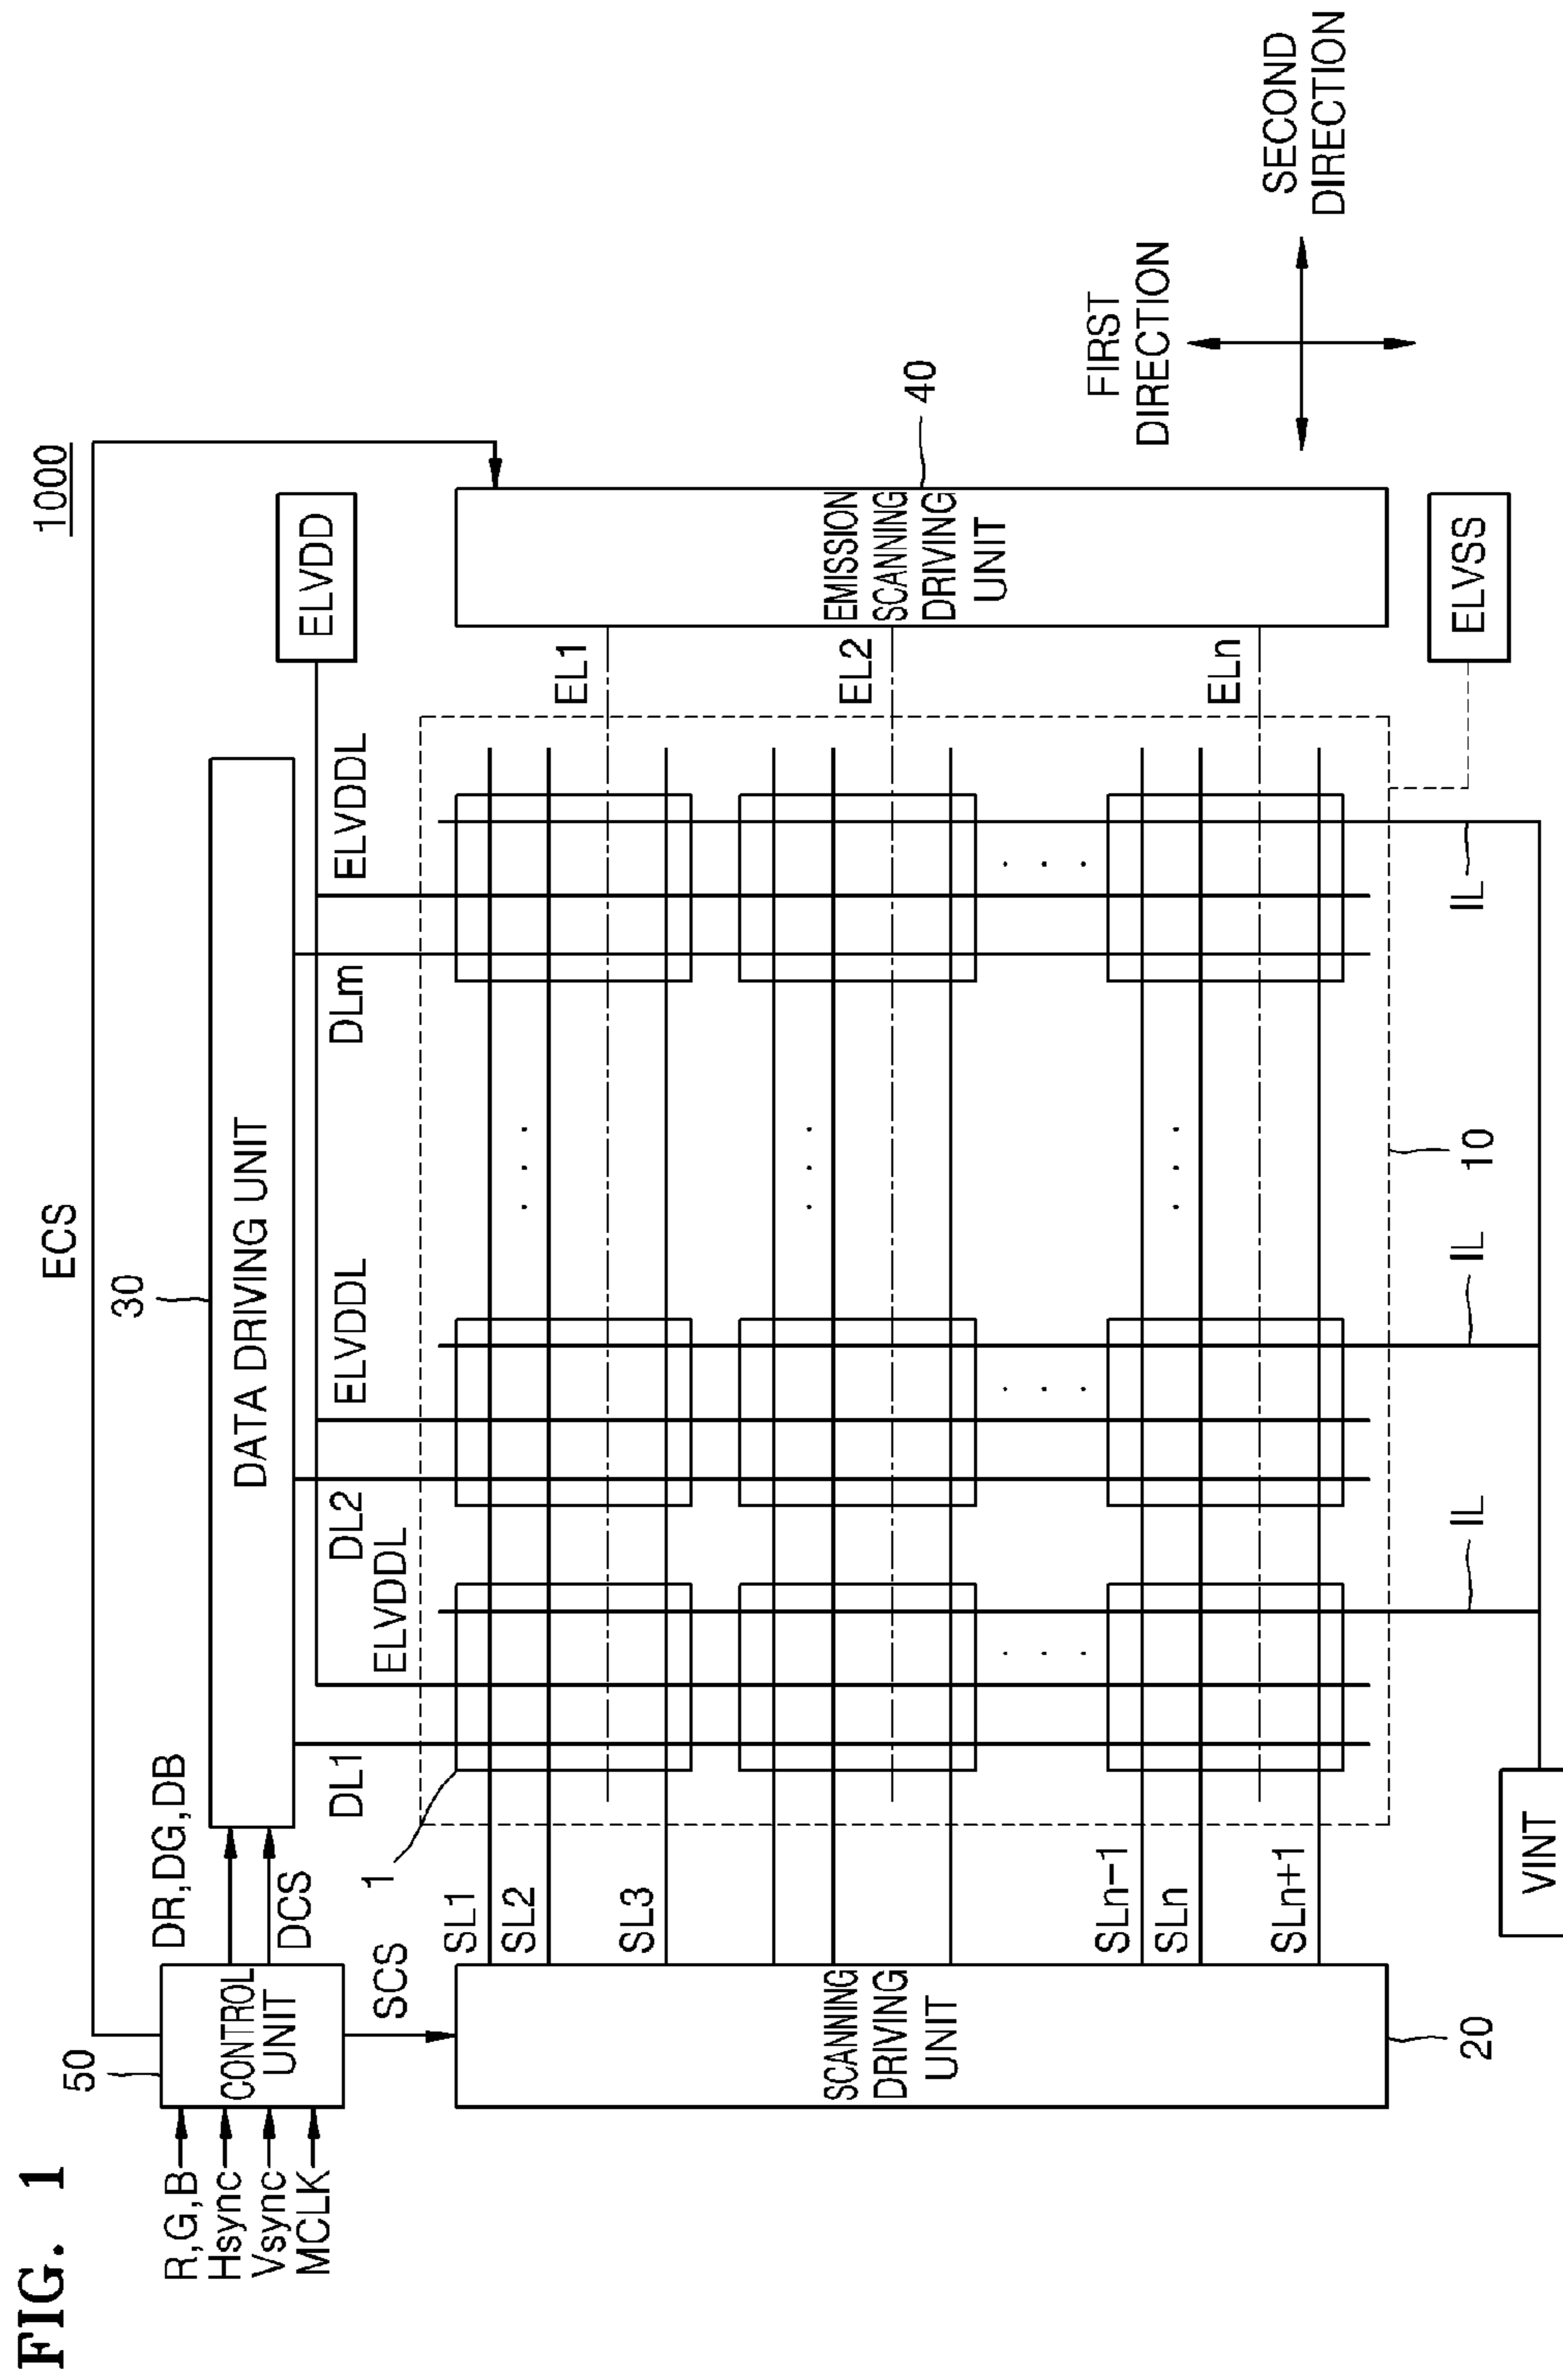 FIG. 1
1000
ECS
50
30
R,G,B
Hsync
Vsync
MCLK
CONTROL
UNIT
DR,DG,DB
DCS
SCS
DATA DRIVING UNIT
ELVDD
DL1
ELVDDL
DL2
ELVDDL
DLm
ELVDDL
1
SL1
SL2
SL3
SLn-1
SLn
SLn+1
SCANNING
DRIVING
UNIT
20
EL1
EL2
ELn
EMISSION
SCANNING
DRIVING
UNIT
40
. . .
. . .
. . .
. . .
. . .
. . .
10
IL
IL
IL
VINT
ELVSS
FIRST
DIRECTION
SECOND
DIRECTION